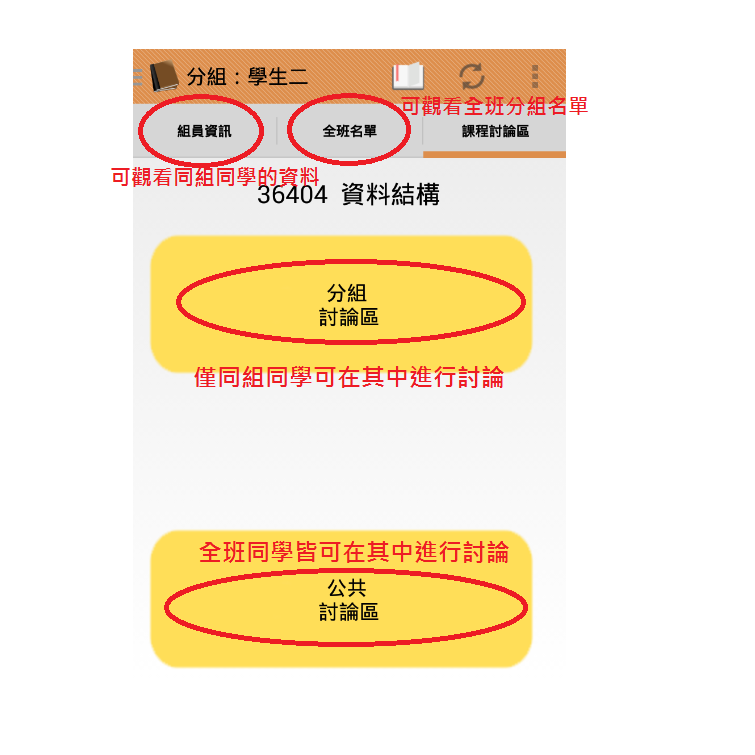 分組：學生二
可觀看全班分組名單
組員資訊
全班名單
課程討論區
可觀看同組同學的資料
36404 資料結構
分組
討論區
僅同組同學可在其中進行討論
全班同學皆可在其中進行討論
公共
討論區